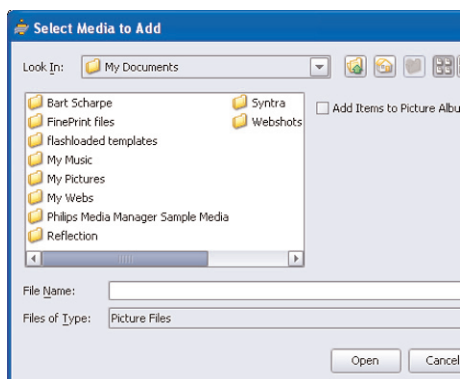 Select Media to Add
Look In: My Documents
Bart Scharpe
FinePrint files
flashloaded templates
My Music
My Pictures
My Webs
Philips Media Manager Sample Media
Reflection
Syntra
Webshots
Add Items to Picture Albu
File Name:
Files of Type: Picture Files
Open Cancel